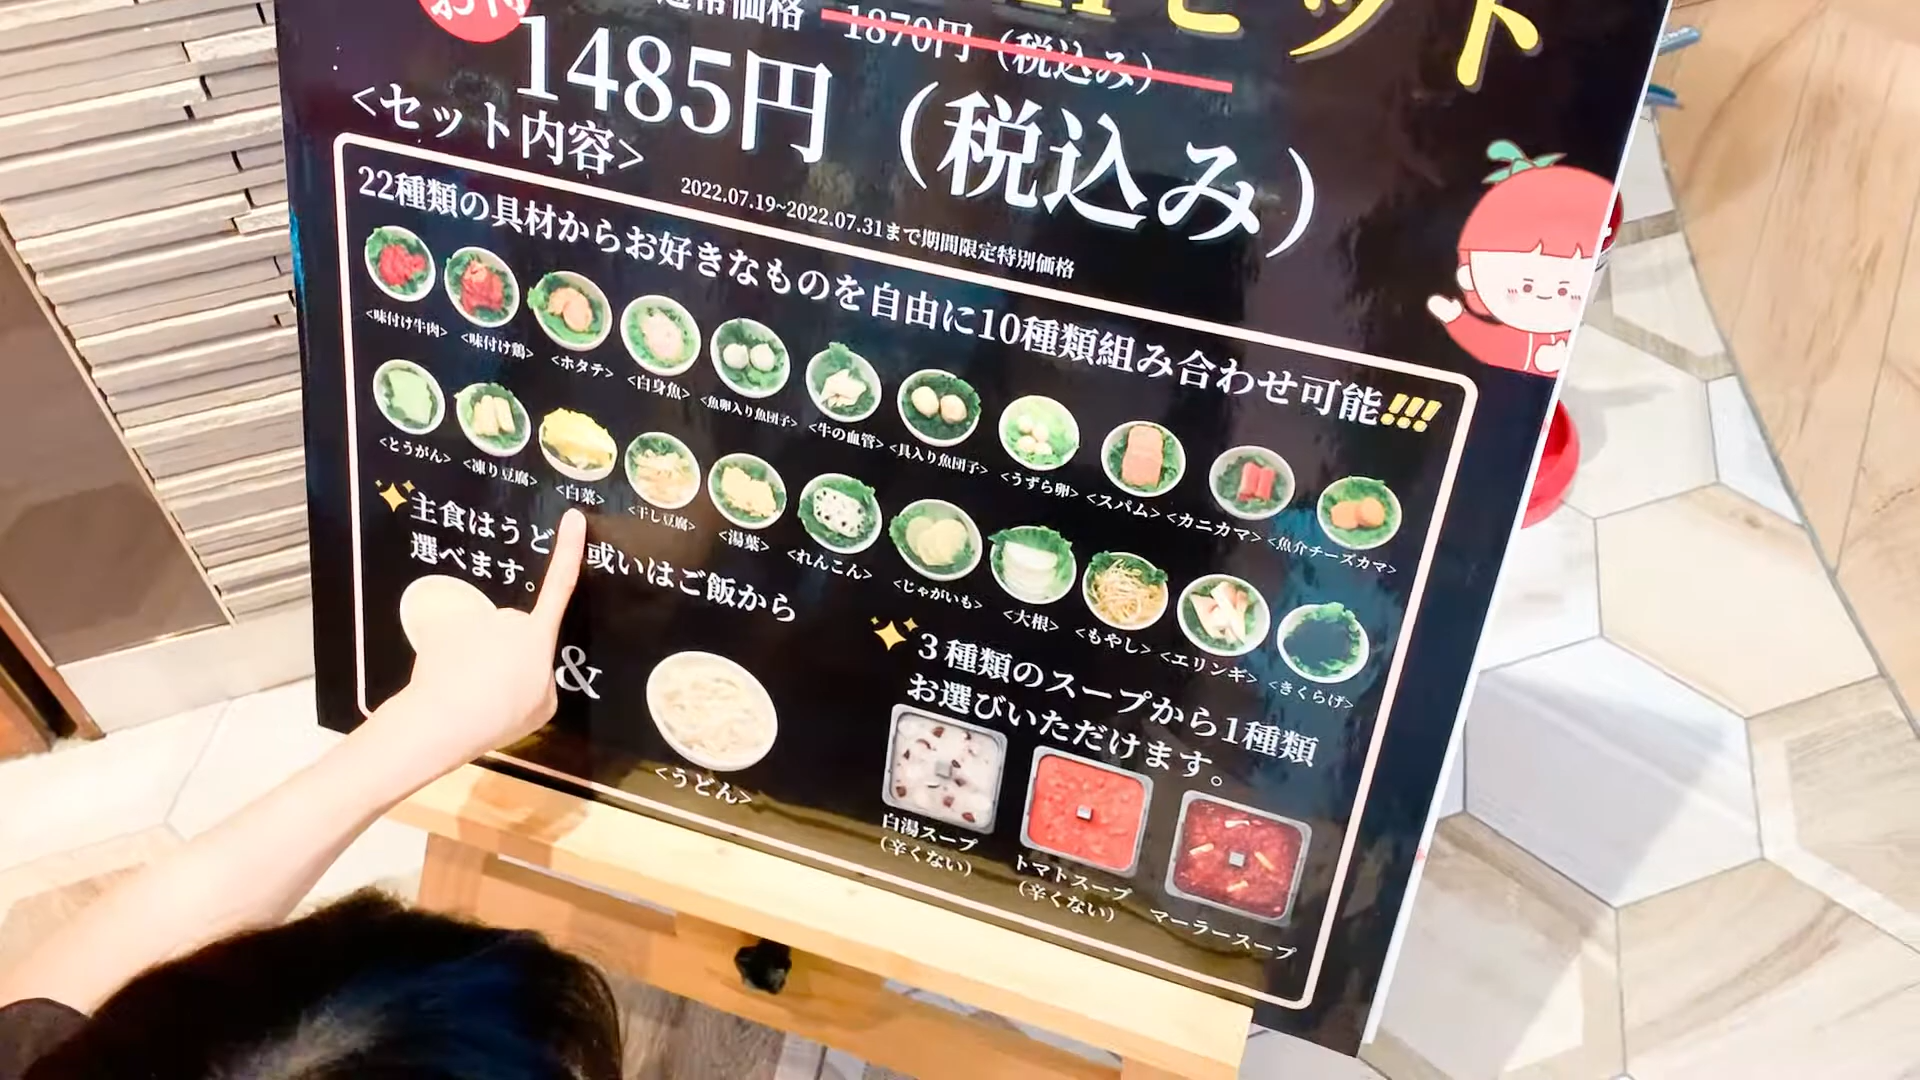 お得
セット
通常価格 1870円（税込み）
1485円（税込み）
<セット内容>
2022.07.19~2022.07.31まで期間限定特別価格
22種類の具材からお好きなものを自由に10種類組み合わせ可能!!!
<味付け牛肉> <味付け鶏> <ホタテ> <白身魚> <魚卵入り魚団子> <牛の血管> <具入り魚団子> <うずら卵> <スパム> <カニカマ> <魚介チーズカマ>
<とうがん> <凍り豆腐> <白菜> <干し豆腐> <湯葉> <れんこん> <じゃがいも> <大根> <もやし> <エリンギ> <きくらげ>
主食はうど 或いはご飯から
選べます。
&
<うどん>
3種類のスープから1種類
お選びいただけます。
白湯スープ
（辛くない）
トマトスープ
（辛くない）
マーラースープ